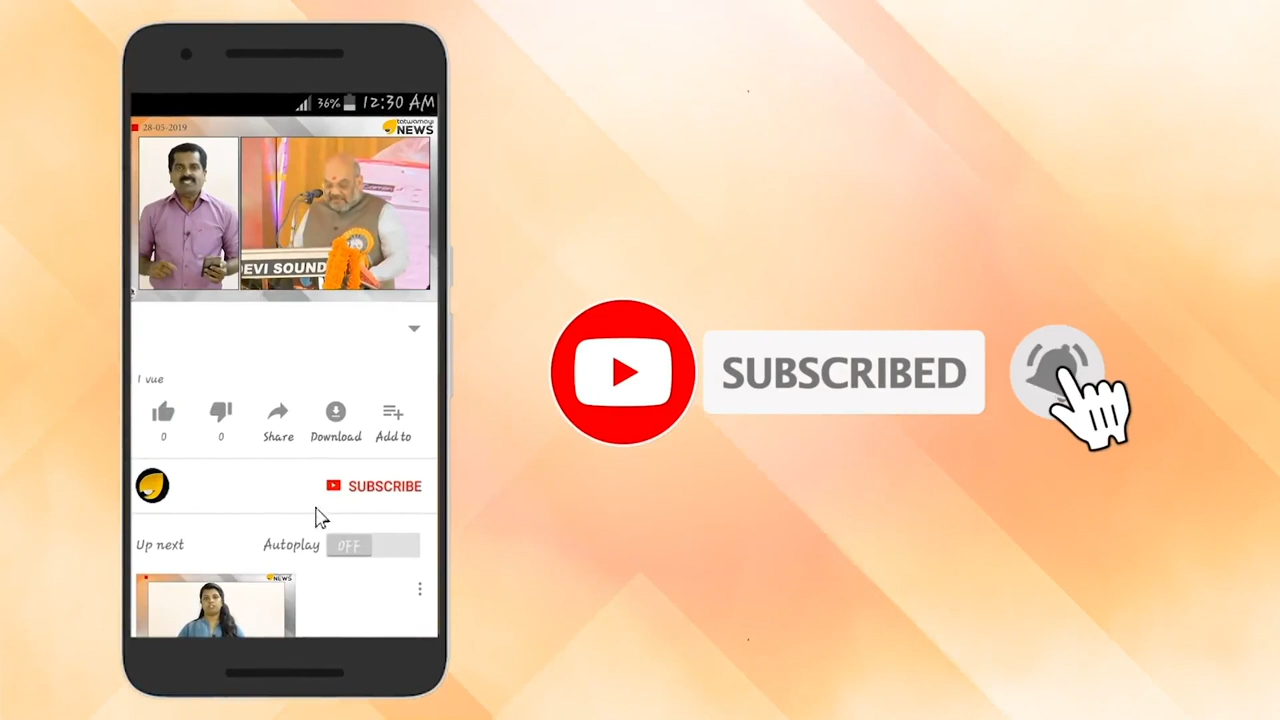 36% 12:30 AM
28-05-2019
tatwamayi
NEWS
DEVI SOUND
1 vue
0
0
Share
Download
Add to
SUBSCRIBE
Up next
Autoplay
OFF
NEWS
SUBSCRIBED